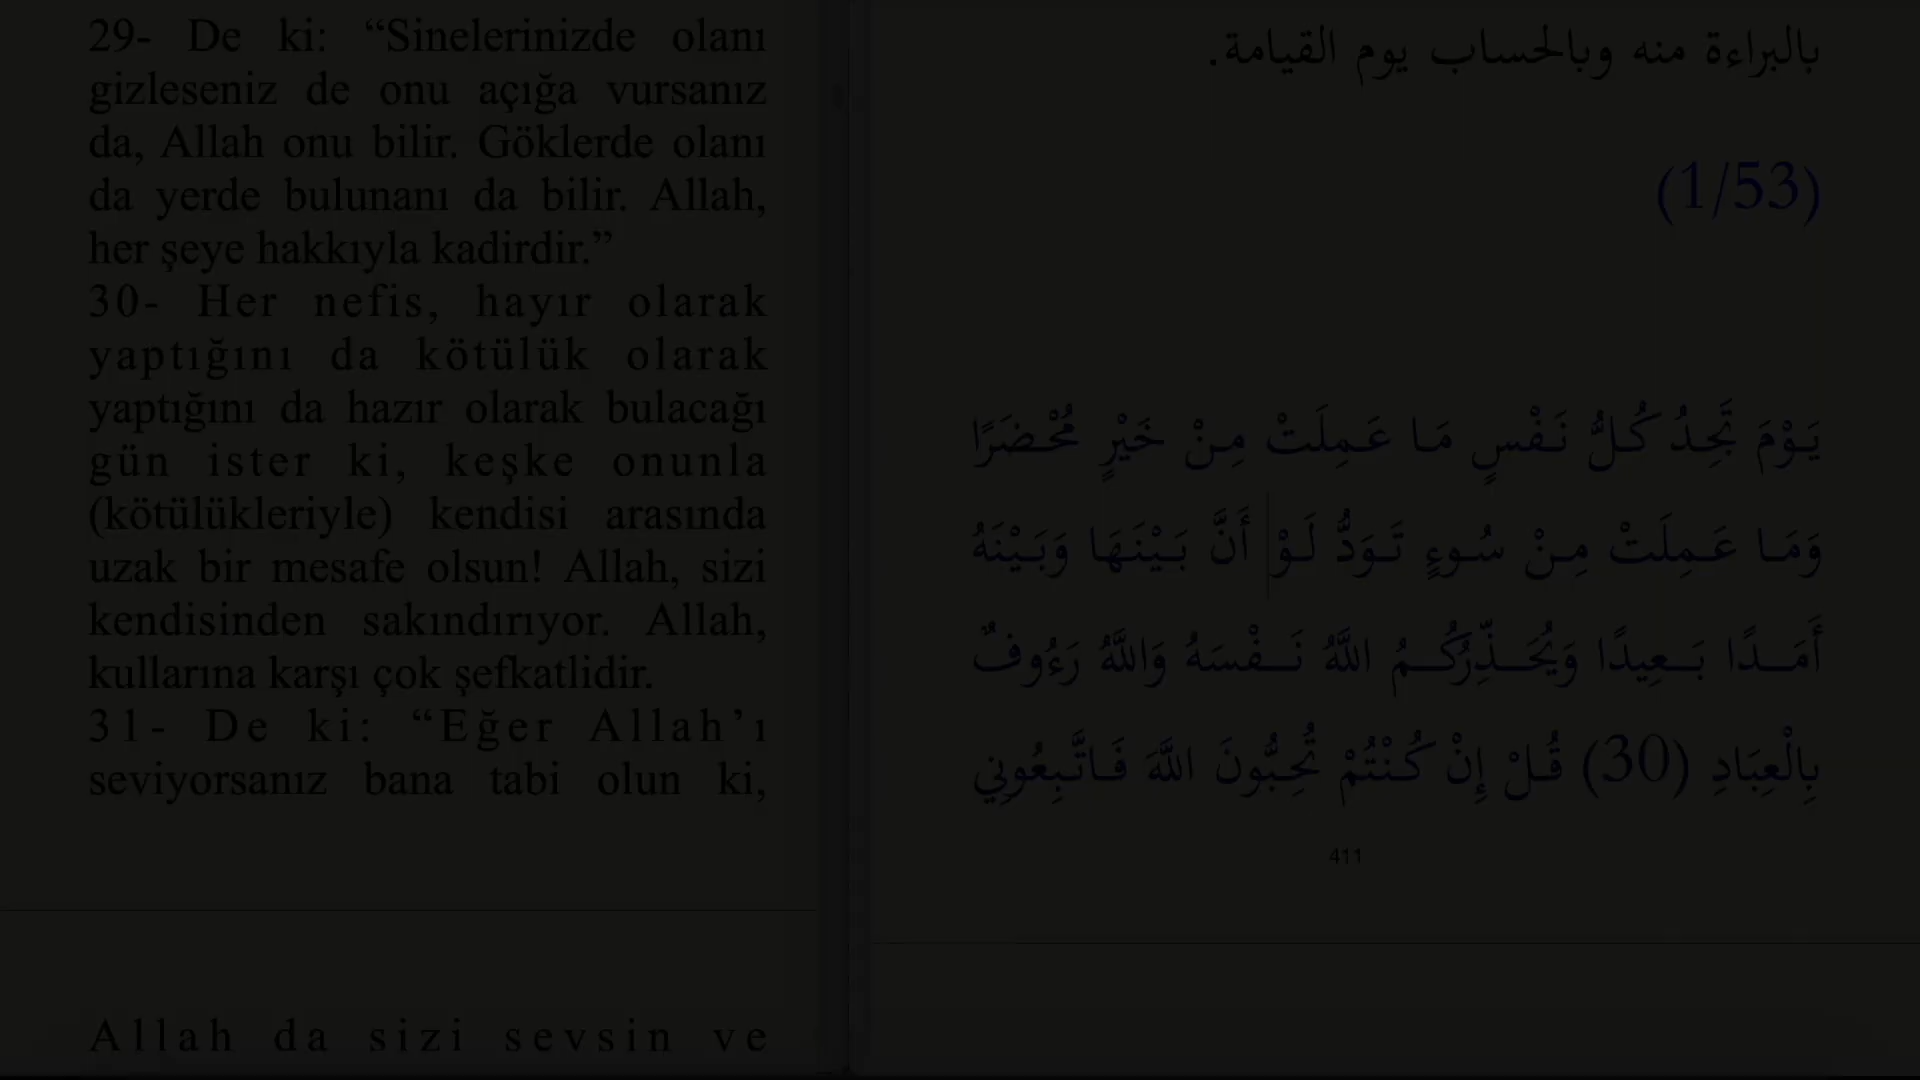 29- De ki: “Sinelerinizde olanı
gizleseniz de onu açığa vursanız
da, Allah onu bilir. Göklerde olanı
da yerde bulunanı da bilir. Allah,
her şeye hakkıyla kadirdir.”
30- Her nefis, hayır olarak
yaptığını da kötülük olarak
yaptığını da hazır olarak bulacağı
gün ister ki, keşke onunla
(kötülükleriyle) kendisi arasında
uzak bir mesafe olsun! Allah, sizi
kendisinden sakındırıyor. Allah,
kullarına karşı çok şefkatlidir.
31- De ki: “Eğer Allah’ı
seviyorsanız bana tabi olun ki,
Allah da sizi sevsin ve
بالبراءة منه وبالحساب يوم القيامة.
(1/53)
يَوْمَ تَجِدُ كُلُّ نَفْسٍ مَا عَمِلَتْ مِنْ خَيْرٍ مُحْضَرًا
وَمَا عَمِلَتْ مِنْ سُوءٍ تَوَدُّ لَوْ أَنَّ بَيْنَهَا وَبَيْنَهُ
أَمَدًا بَعِيدًا وَيُحَذِّرُكُمُ اللَّهُ نَفْسَهُ وَاللَّهُ رَءُوفٌ
بِالْعِبَادِ (30) قُلْ إِنْ كُنْتُمْ تُحِبُّونَ اللَّهَ فَاتَّبِعُونِي
411